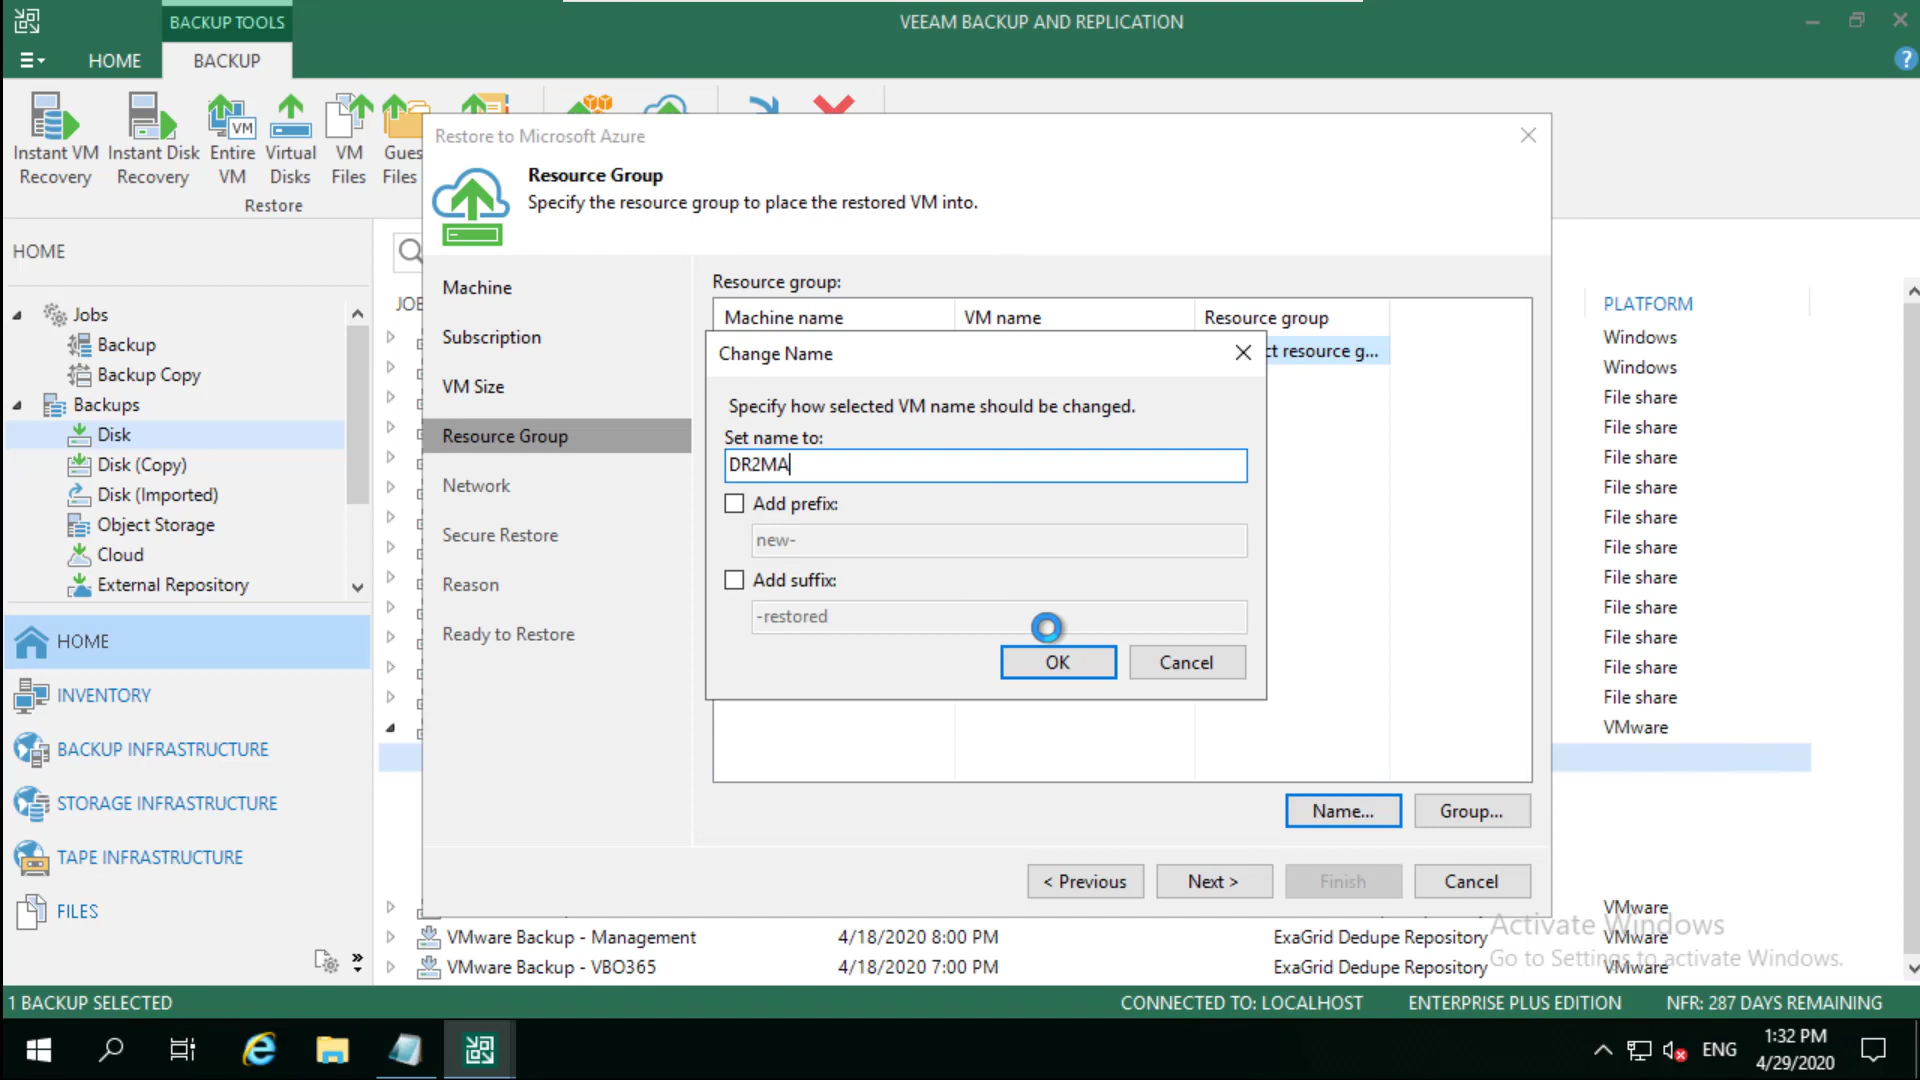 BACKUP TOOLS
VEEAM BACKUP AND REPLICATION
HOME
BACKUP
?
Instant VM Recovery
Instant Disk Recovery
Entire VM
Virtual Disks
VM Files
Gues
Files
Restore
Restore to Microsoft Azure
Resource Group
Specify the resource group to place the restored VM into.
HOME
Jobs
Backup
Backup Copy
Backups
Disk
Disk (Copy)
Disk (Imported)
Object Storage
Cloud
External Repository
HOME
INVENTORY
BACKUP INFRASTRUCTURE
STORAGE INFRASTRUCTURE
TAPE INFRASTRUCTURE
FILES
JOB
Machine
Subscription
VM Size
Resource Group
Network
Secure Restore
Reason
Ready to Restore
Resource group:
Machine name
VM name
Resource group
ct resource g...
Change Name
Specify how selected VM name should be changed.
Set name to:
DR2MA
Add prefix:
new-
Add suffix:
-restored
OK
Cancel
Name...
Group...
< Previous
Next >
Finish
Cancel
PLATFORM
Windows
Windows
File share
File share
File share
File share
File share
File share
File share
File share
File share
File share
File share
VMware
VMware
VMware Backup - Management
4/18/2020 8:00 PM
ExaGrid Dedupe Repository
VMware
VMware Backup - VBO365
4/18/2020 7:00 PM
ExaGrid Dedupe Repository
VMware
Activate Windows
Go to Settings to activate Windows.
1 BACKUP SELECTED
CONNECTED TO: LOCALHOST
ENTERPRISE PLUS EDITION
NFR: 287 DAYS REMAINING
ENG
1:32 PM
4/29/2020